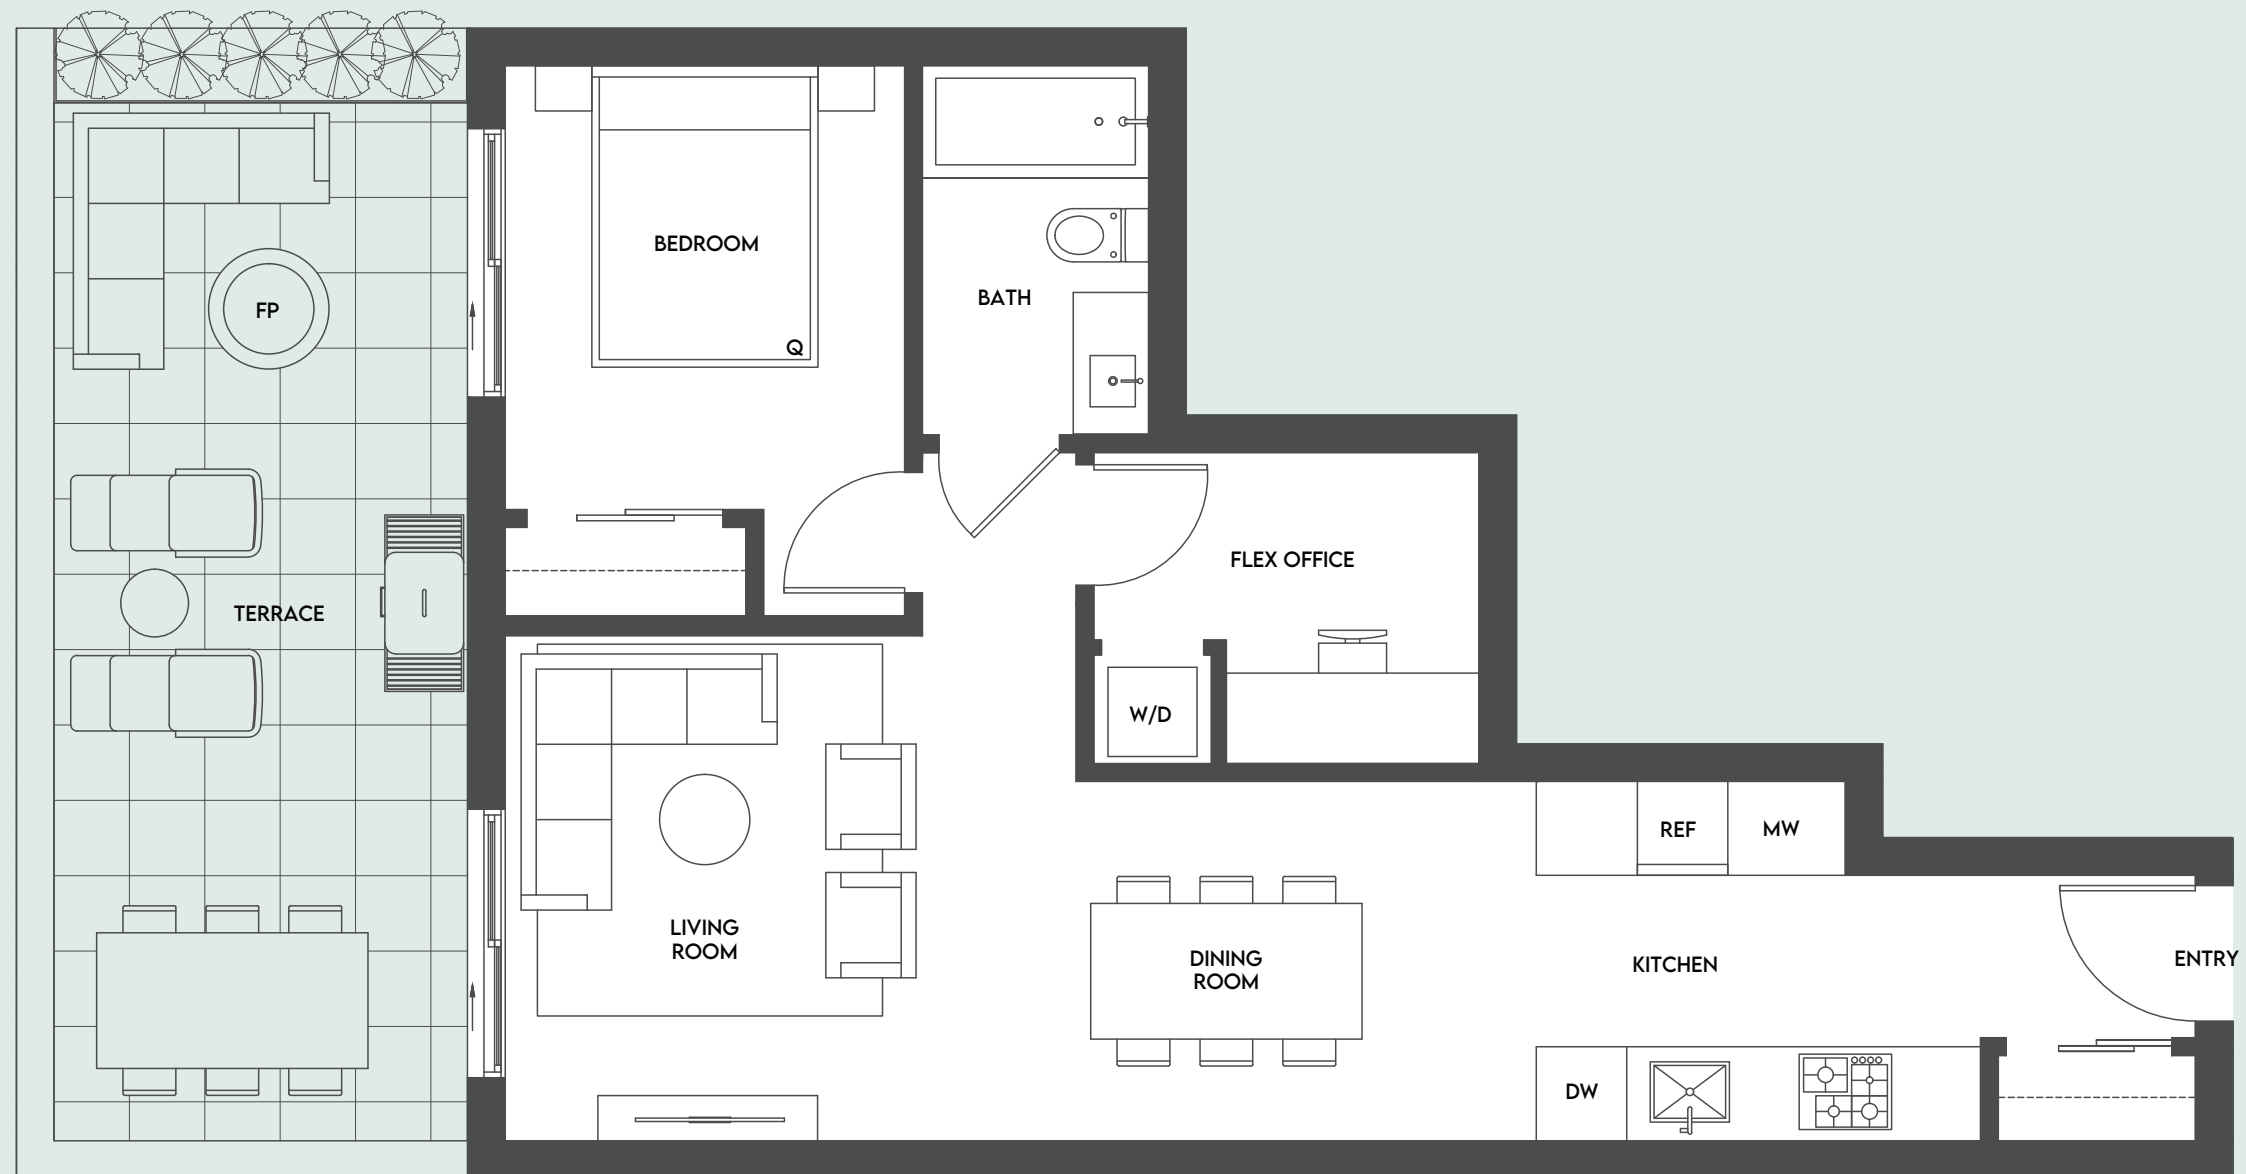 BEDROOM
BATH
FP
Q
FLEX OFFICE
TERRACE
W/D
REF
MW
LIVING
ROOM
DINING
ROOM
KITCHEN
ENTRY
DW